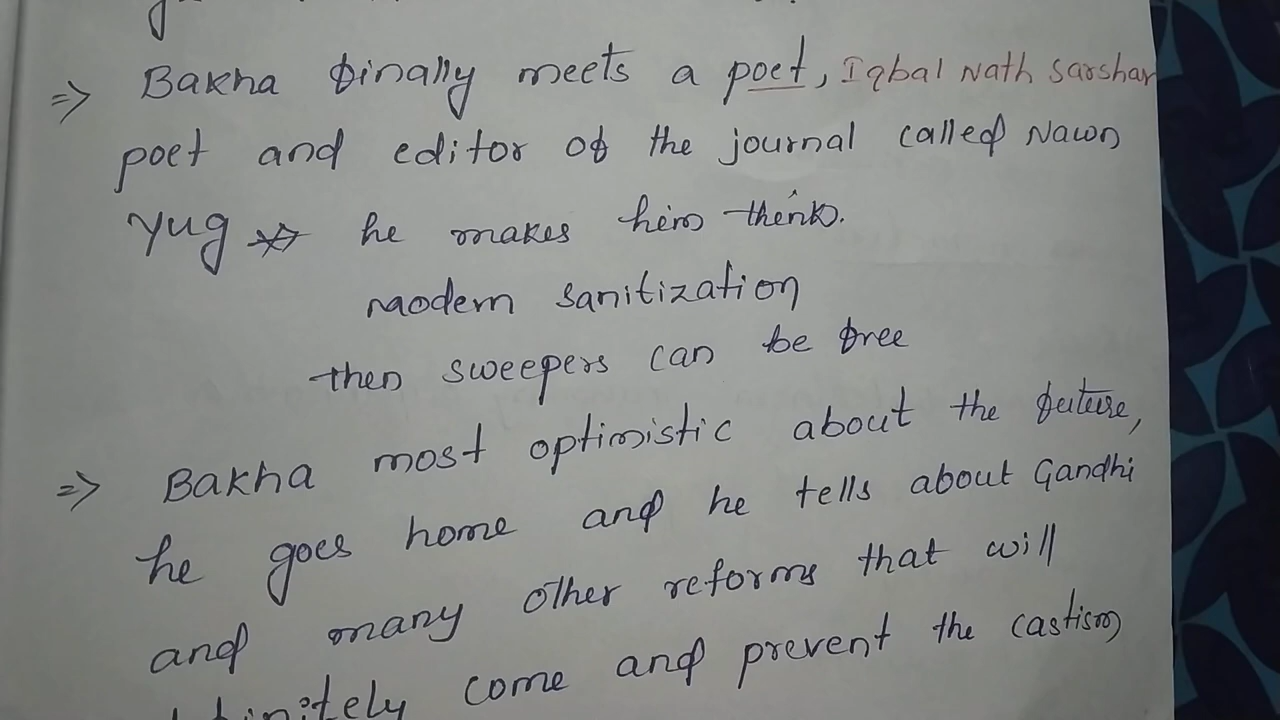 ⇒ Bakha finally meets a poet, Iqbal Nath Sarshar
poet and editor of the journal called Nawn
Yug he makes him think.
Modern sanitization
then sweepers can be free
⇒ Bakha most optimistic about the future,
he goes home and he tells about Gandhi
and many other reforms that will
come and prevent the castism